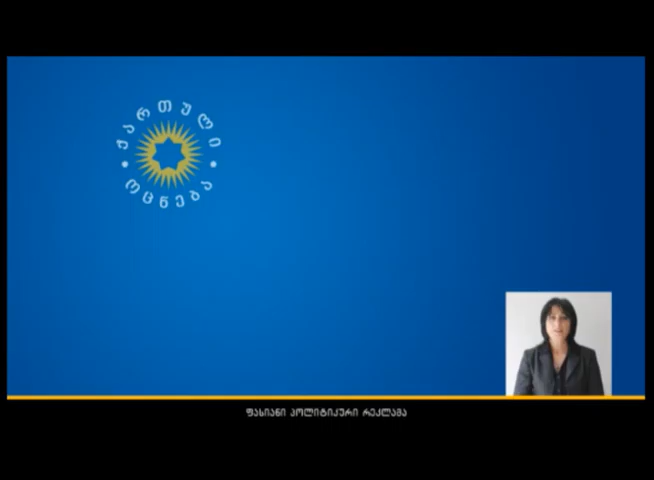 ქართული
ოცნება
ფასიანი პოლიტიკური რეკლამა